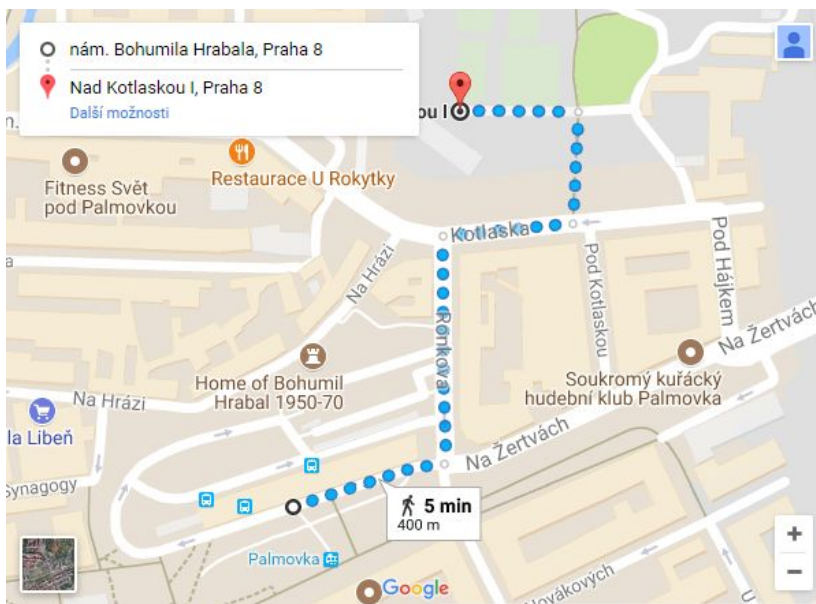 nám. Bohumila Hrabala, Praha 8
Nad Kotlaskou I, Praha 8
Další možnosti
ou I
n.
Fitness Svět
pod Palmovkou
Restaurace U Rokytky
Kotlaska
Na Hrázi
Pod Kotlaskou
Pod Hájkem
Ronkova
Na Žertvách
Home of Bohumil
Hrabal 1950-70
Soukromý kuřácký
hudební klub Palmovka
a
Na Hrázi
la Libeň
Na Žertvách
Synagogy
5 min
400 m
Palmovka
Google
Novákových
U
+
−